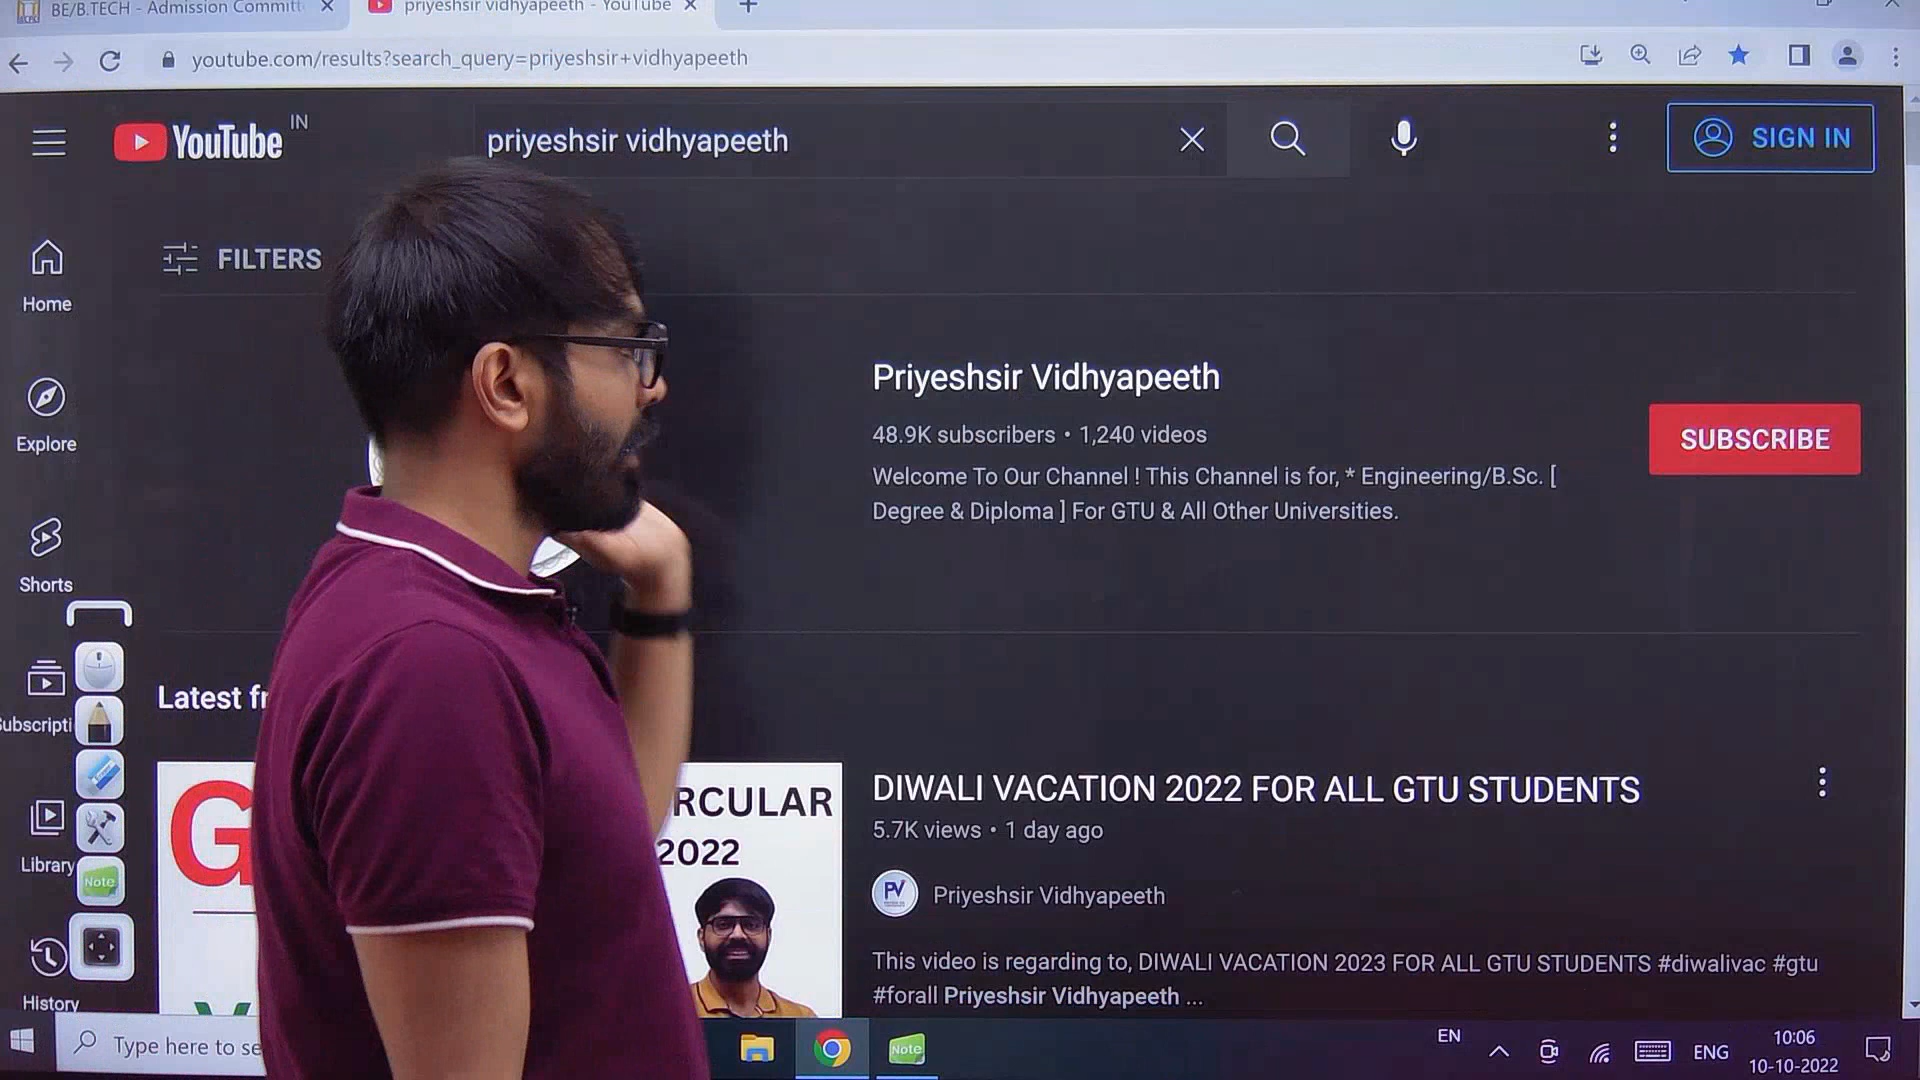 BE/B.TECH - Admission Committ
priyeshsir vidhyapeeth - YouTube
youtube.com/results?search_query=priyeshsir+vidhyapeeth
YouTube IN
priyeshsir vidhyapeeth
SIGN IN
FILTERS
Home
Explore
Shorts
Subscripti
Library
History
Note
Priyeshsir Vidhyapeeth
48.9K subscribers • 1,240 videos
Welcome To Our Channel ! This Channel is for, * Engineering/B.Sc. [
Degree & Diploma ] For GTU & All Other Universities.
SUBSCRIBE
Latest fr
G
RCULAR
2022
DIWALI VACATION 2022 FOR ALL GTU STUDENTS
5.7K views • 1 day ago
PV
Priyeshsir Vidhyapeeth
This video is regarding to, DIWALI VACATION 2023 FOR ALL GTU STUDENTS #diwalivac #gtu
#forall Priyeshsir Vidhyapeeth ...
Type here to se
Note
EN
ENG
10:06
10-10-2022